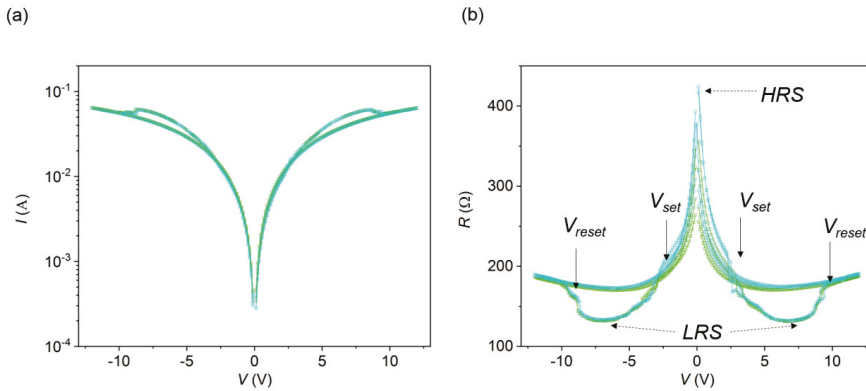 (a)
(b)
I (A)
10⁻¹
10⁻²
10⁻³
10⁻⁴
-10
-5
0
5
10
V (V)
R (Ω)
400
300
200
100
HRS
V_set
V_set
V_reset
V_reset
LRS
-10
-5
0
5
10
V (V)